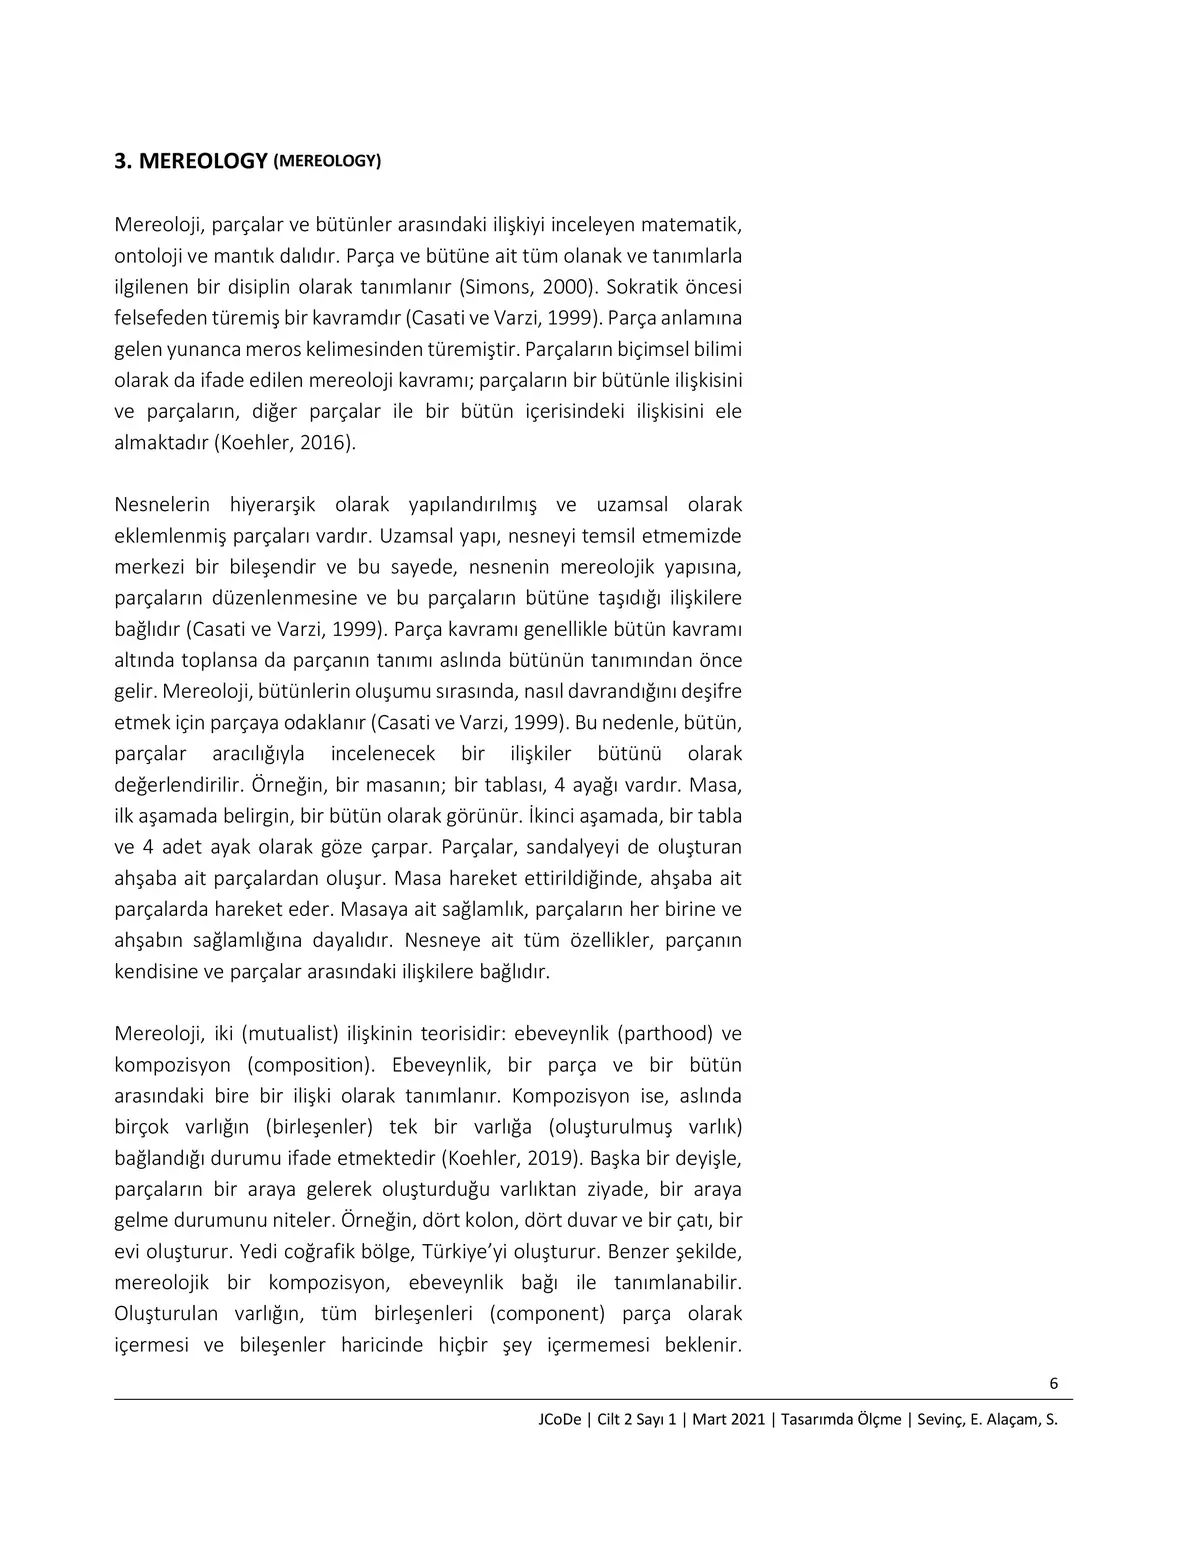 3. MEREOLOGY (MEREOLOGY)
Mereoloji, parçalar ve bütünler arasındaki ilişkiyi inceleyen matematik,
ontoloji ve mantık dalıdır. Parça ve bütüne ait tüm olanak ve tanımlarla
ilgilenen bir disiplin olarak tanımlanır (Simons, 2000). Sokratik öncesi
felsefeden türemiş bir kavramdır (Casati ve Varzi, 1999). Parça anlamına
gelen yunanca meros kelimesinden türemiştir. Parçaların biçimsel bilimi
olarak da ifade edilen mereoloji kavramı; parçaların bir bütünle ilişkisini
ve parçaların, diğer parçalar ile bir bütün içerisindeki ilişkisini ele
almaktadır (Koehler, 2016).
Nesnelerin hiyerarşik olarak yapılandırılmış ve uzamsal olarak
eklemlenmiş parçaları vardır. Uzamsal yapı, nesneyi temsil etmemizde
merkezi bir bileşendir ve bu sayede, nesnenin mereolojik yapısına,
parçaların düzenlenmesine ve bu parçaların bütüne taşıdığı ilişkilere
bağlıdır (Casati ve Varzi, 1999). Parça kavramı genellikle bütün kavramı
altında toplansa da parçanın tanımı aslında bütünün tanımından önce
gelir. Mereoloji, bütünlerin oluşumu sırasında, nasıl davrandığını deşifre
etmek için parçaya odaklanır (Casati ve Varzi, 1999). Bu nedenle, bütün,
parçalar aracılığıyla incelenecek bir ilişkiler bütünü olarak
değerlendirilir. Örneğin, bir masanın; bir tablası, 4 ayağı vardır. Masa,
ilk aşamada belirgin, bir bütün olarak görünür. İkinci aşamada, bir tabla
ve 4 adet ayak olarak göze çarpar. Parçalar, sandalyeyi de oluşturan
ahşaba ait parçalardan oluşur. Masa hareket ettirildiğinde, ahşaba ait
parçalarda hareket eder. Masaya ait sağlamlık, parçaların her birine ve
ahşabın sağlamlığına dayalıdır. Nesneye ait tüm özellikler, parçanın
kendisine ve parçalar arasındaki ilişkilere bağlıdır.
Mereoloji, iki (mutualist) ilişkinin teorisidir: ebeveynlik (parthood) ve
kompozisyon (composition). Ebeveynlik, bir parça ve bir bütün
arasındaki bire bir ilişki olarak tanımlanır. Kompozisyon ise, aslında
birçok varlığın (birleşenler) tek bir varlığa (oluşturulmuş varlık)
bağlandığı durumu ifade etmektedir (Koehler, 2019). Başka bir deyişle,
parçaların bir araya gelerek oluşturduğu varlıktan ziyade, bir araya
gelme durumunu niteler. Örneğin, dört kolon, dört duvar ve bir çatı, bir
evi oluşturur. Yedi coğrafik bölge, Türkiye’yi oluşturur. Benzer şekilde,
mereolojik bir kompozisyon, ebeveynlik bağı ile tanımlanabilir.
Oluşturulan varlığın, tüm birleşenleri (component) parça olarak
içermesi ve bileşenler haricinde hiçbir şey içermemesi beklenir.
6
JCoDe | Cilt 2 Sayı 1 | Mart 2021 | Tasarımda Ölçme | Sevinç, E. Alaçam, S.